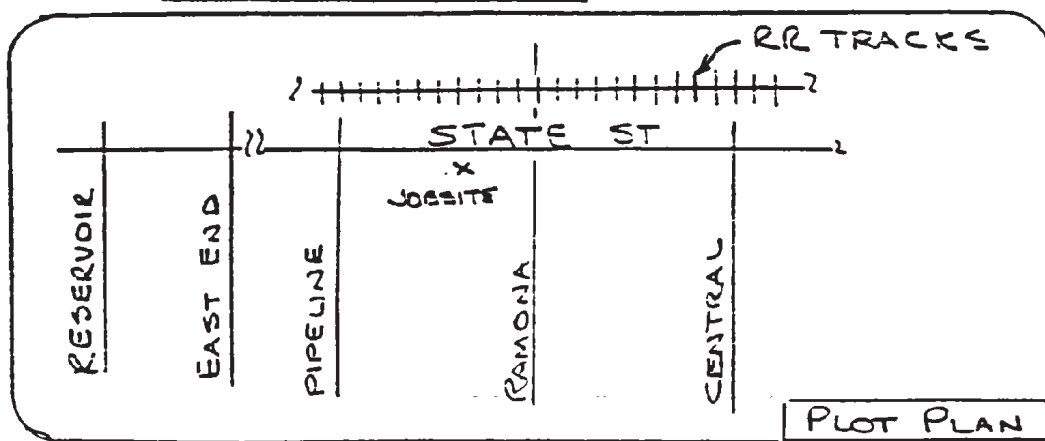 RR TRACKS
STATE ST
x
JOBSITE
RESERVOIR
EAST END
PIPELINE
RAMONA
CENTRAL
PLOT PLAN